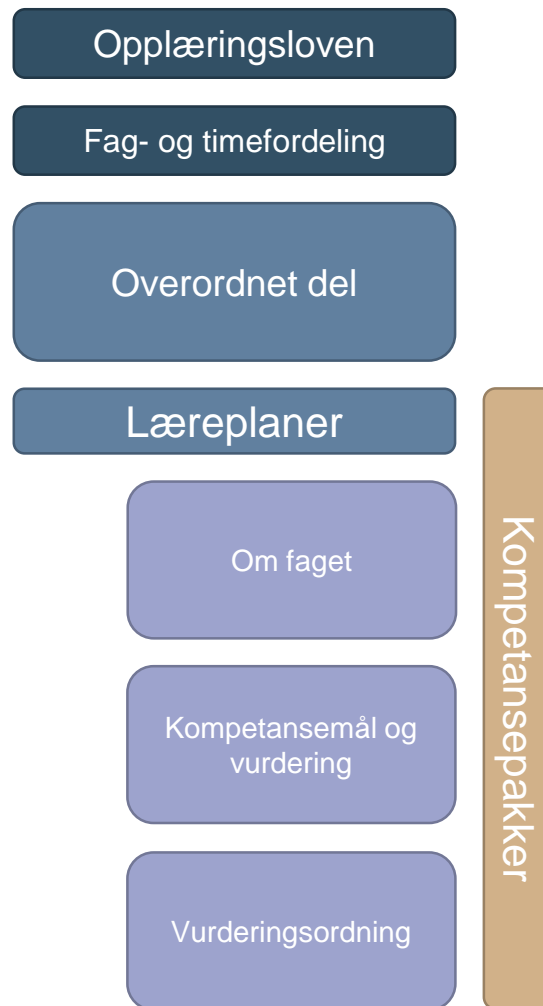 Opplæringsloven
Fag- og timefordeling
Overordnet del
Læreplaner
Om faget
Kompetansemål og
vurdering
Vurderingsordning
Kompetansepakker